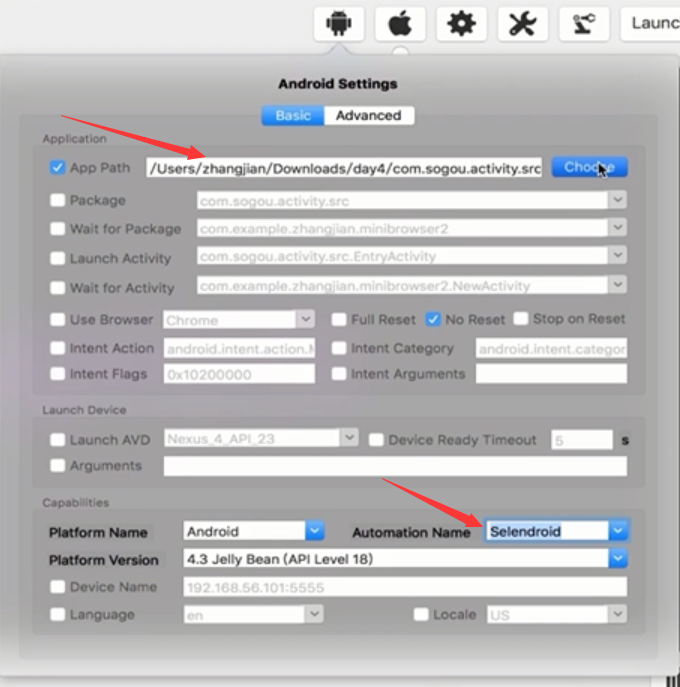 Launc
Android Settings
Basic Advanced
Application
App Path /Users/zhangjian/Downloads/day4/com.sogou.activity.src Choose
Package com.sogou.activity.src
Wait for Package com.example.zhangjian.minibrowser2
Launch Activity com.sogou.activity.src.EntryActivity
Wait for Activity com.example.zhangjian.minibrowser2.NewActivity
Use Browser Chrome Full Reset No Reset Stop on Reset
Intent Action android.intent.action.M Intent Category android.intent.categor
Intent Flags 0x10200000 Intent Arguments
Launch Device
Launch AVD Nexus_4_API_23 Device Ready Timeout 5 s
Arguments
Capabilities
Platform Name Android Automation Name Selendroid
Platform Version 4.3 Jelly Bean (API Level 18)
Device Name 192.168.56.101:5555
Language en Locale US